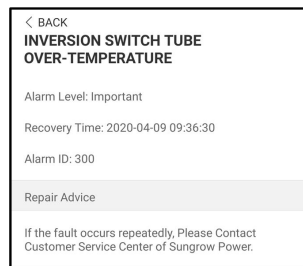 < BACK
INVERSION SWITCH TUBE
OVER-TEMPERATURE
Alarm Level: Important
Recovery Time: 2020-04-09 09:36:30
Alarm ID: 300
Repair Advice
If the fault occurs repeatedly, Please Contact
Customer Service Center of Sungrow Power.